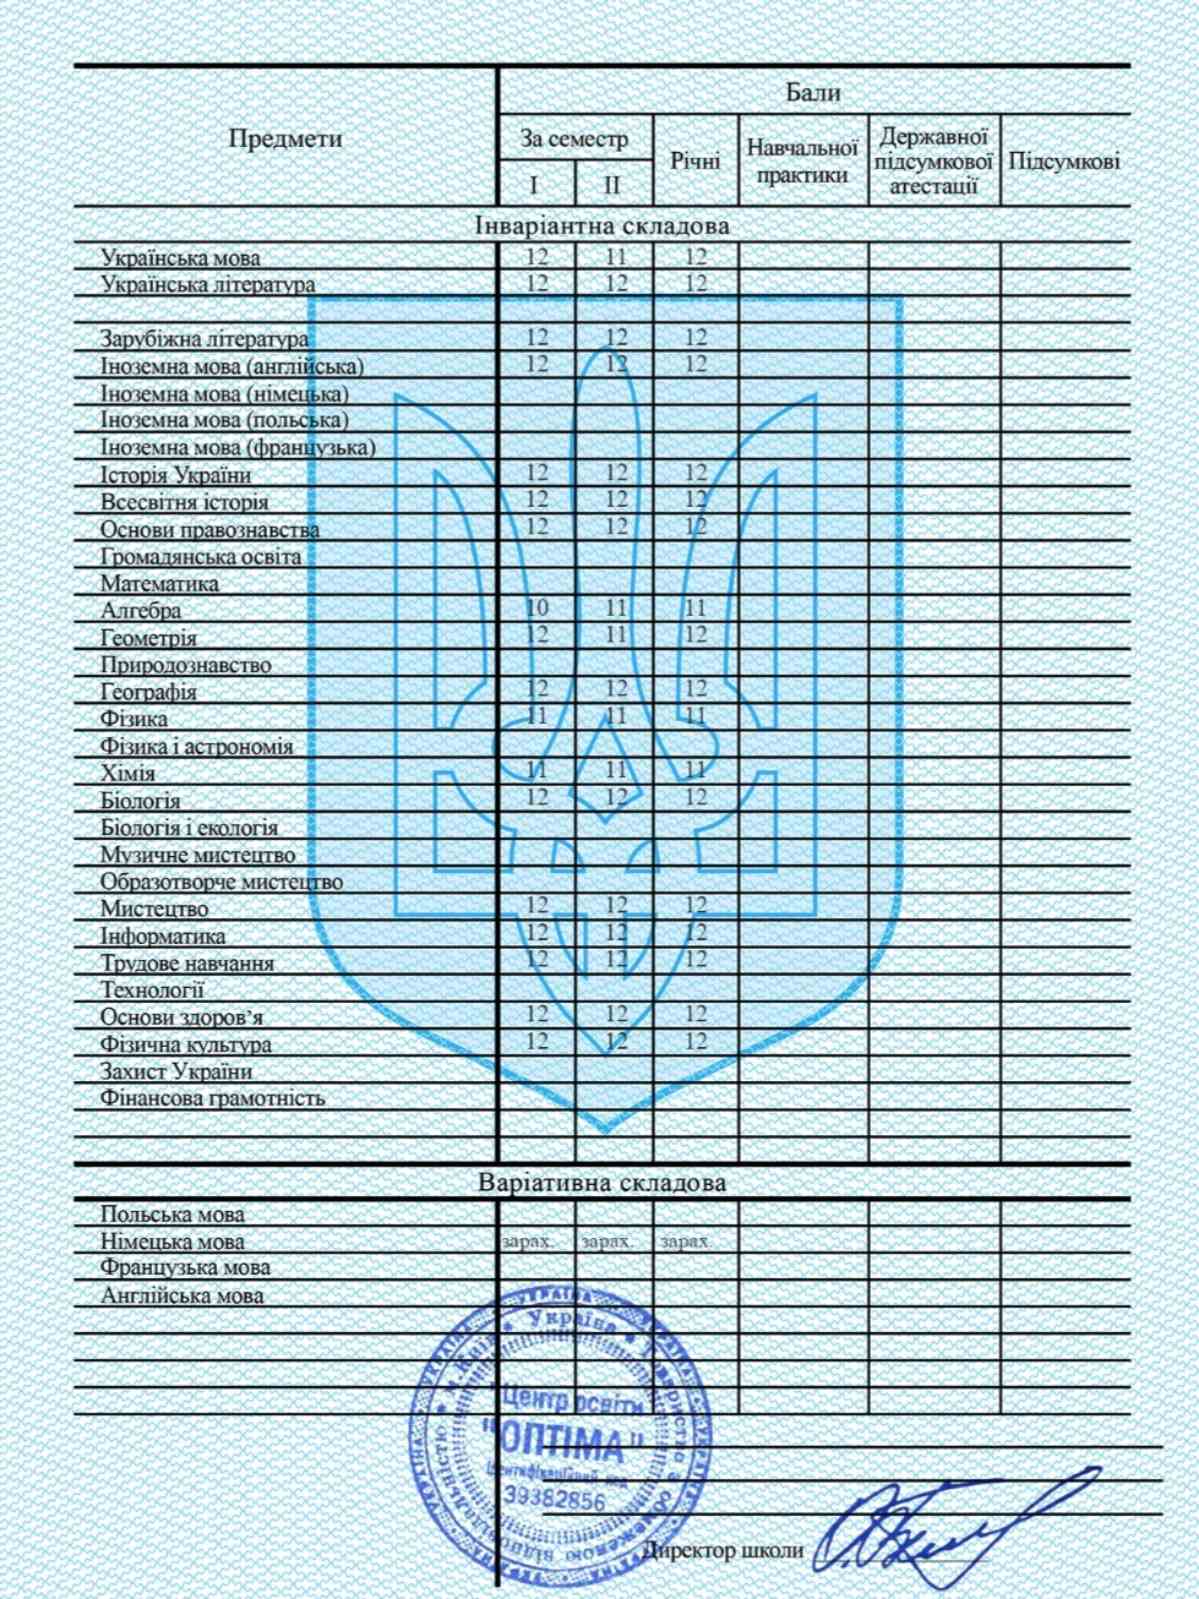 Предмети
Бали
За семестр
I
II
Річні
Навчальної практики
Державної підсумкової атестації
Підсумкові
Інваріантна складова
Українська мова 12 11 12
Українська література 12 12 12
Зарубіжна література 12 12 12
Іноземна мова (англійська) 12 12 12
Іноземна мова (німецька)
Іноземна мова (польська)
Іноземна мова (французька)
Історія України 12 12 12
Всесвітня історія 12 12 12
Основи правознавства 12 12 12
Громадянська освіта
Математика
Алгебра 10 11 11
Геометрія 12 11 12
Природознавство
Географія 12 12 12
Фізика 11 11 11
Фізика і астрономія
Хімія 11 11 11
Біологія 12 12 12
Біологія і екологія
Музичне мистецтво
Образотворче мистецтво
Мистецтво 12 12 12
Інформатика 12 12 12
Трудове навчання 12 12 12
Технології
Основи здоров’я 12 12 12
Фізична культура 12 12 12
Захист України
Фінансова грамотність
Варіативна складова
Польська мова
Німецька мова зарах. зарах. зарах.
Французька мова
Англійська мова
УКРАЇНА УКРАЇНА УКРАЇНА УКРАЇНА
м.Київ * Україна * Товариство з обмеженою відповідальністю *
Центр освіти
"ОПТІМА"
Ідентифікаційний код
39382856
Директор школи